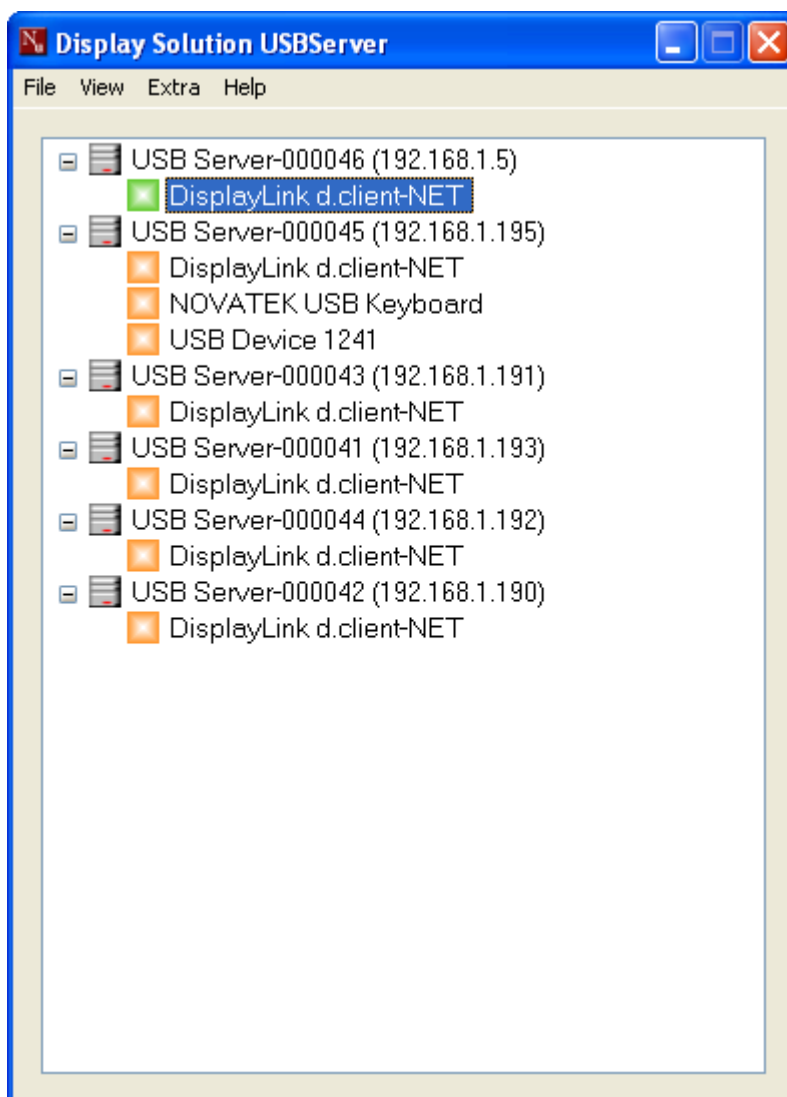 Display Solution USBServer
File View Extra Help
USB Server-000046 (192.168.1.5)
DisplayLink d.client-NET
USB Server-000045 (192.168.1.195)
DisplayLink d.client-NET
NOVATEK USB Keyboard
USB Device 1241
USB Server-000043 (192.168.1.191)
DisplayLink d.client-NET
USB Server-000041 (192.168.1.193)
DisplayLink d.client-NET
USB Server-000044 (192.168.1.192)
DisplayLink d.client-NET
USB Server-000042 (192.168.1.190)
DisplayLink d.client-NET